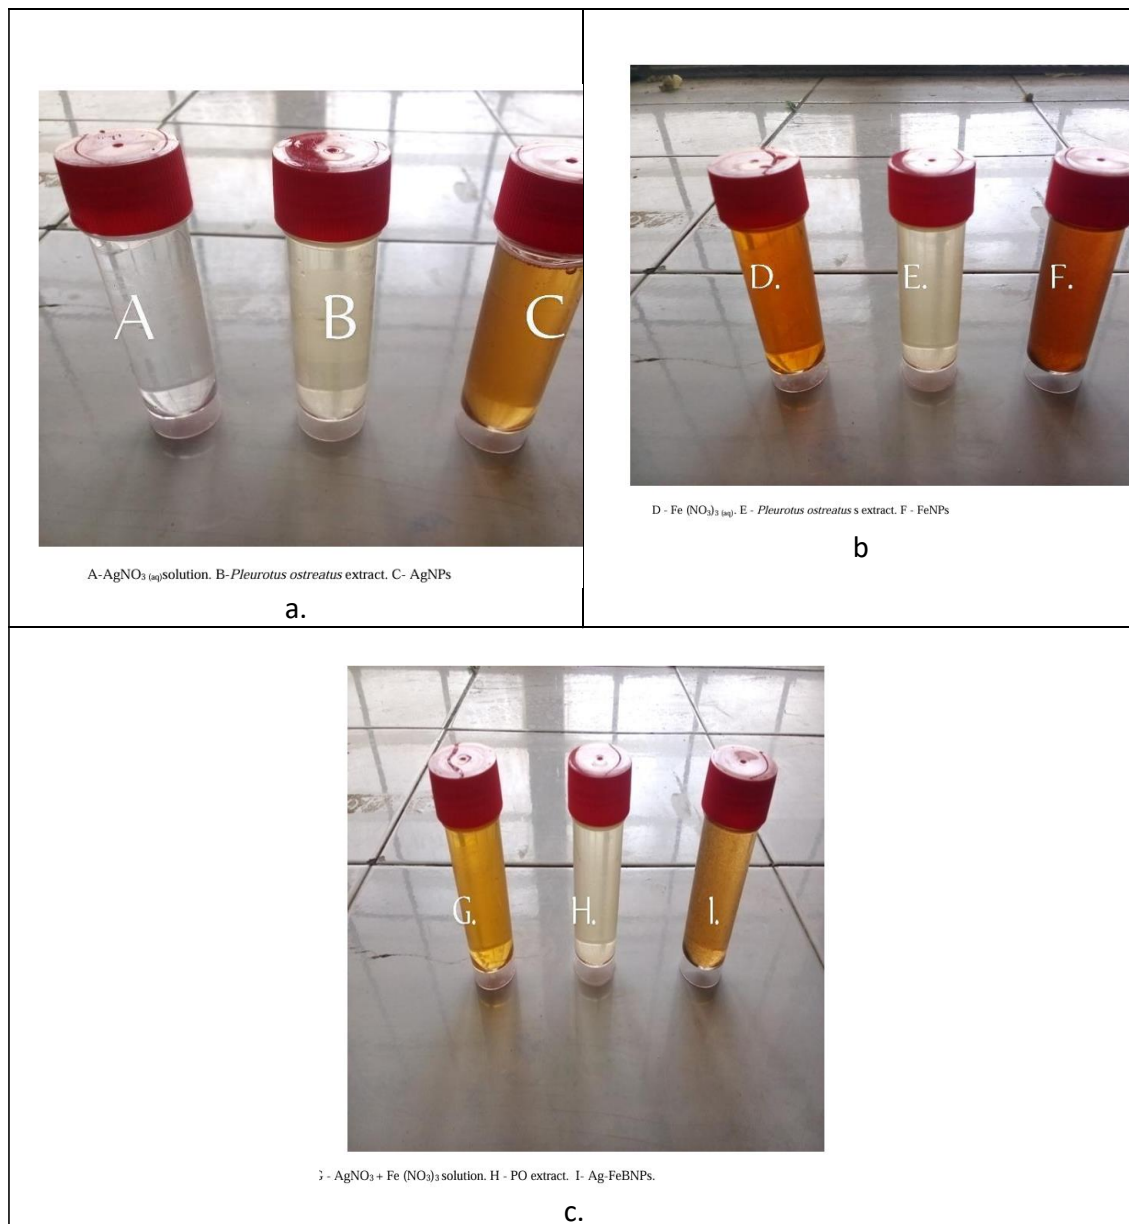 A B C
A-AgNO₃ (aq)solution. B-Pleurotus ostreatus extract. C- AgNPs
a.
D. E. F.
D - Fe (NO₃)₃ (aq). E - Pleurotus ostreatus s extract. F - FeNPs
b
G. H. I.
- AgNO₃ + Fe (NO₃)₃ solution. H - PO extract. I- Ag-FeBNPs.
c.